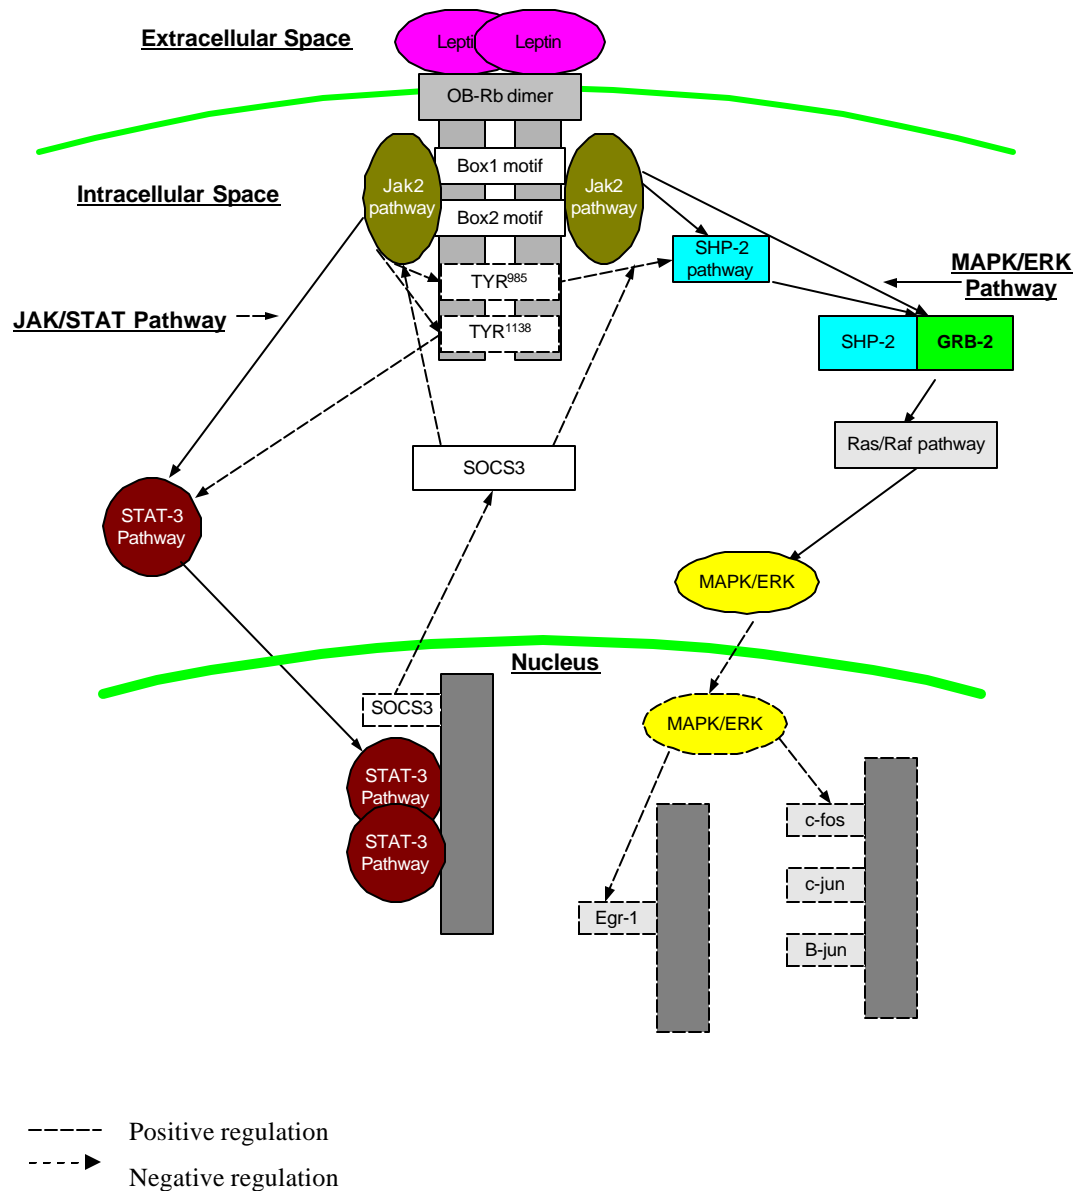 Extracellular Space
Lepti
Leptin
OB-Rb dimer
Intracellular Space
Jak2
pathway
Box1 motif
Box2 motif
Jak2
pathway
SHP-2
pathway
MAPK/ERK
Pathway
TYR985
TYR1138
JAK/STAT Pathway
SHP-2
GRB-2
Ras/Raf pathway
SOCS3
STAT-3
Pathway
MAPK/ERK
Nucleus
SOCS3
MAPK/ERK
STAT-3
Pathway
STAT-3
Pathway
c-fos
c-jun
Egr-1
B-jun
Positive regulation
Negative regulation